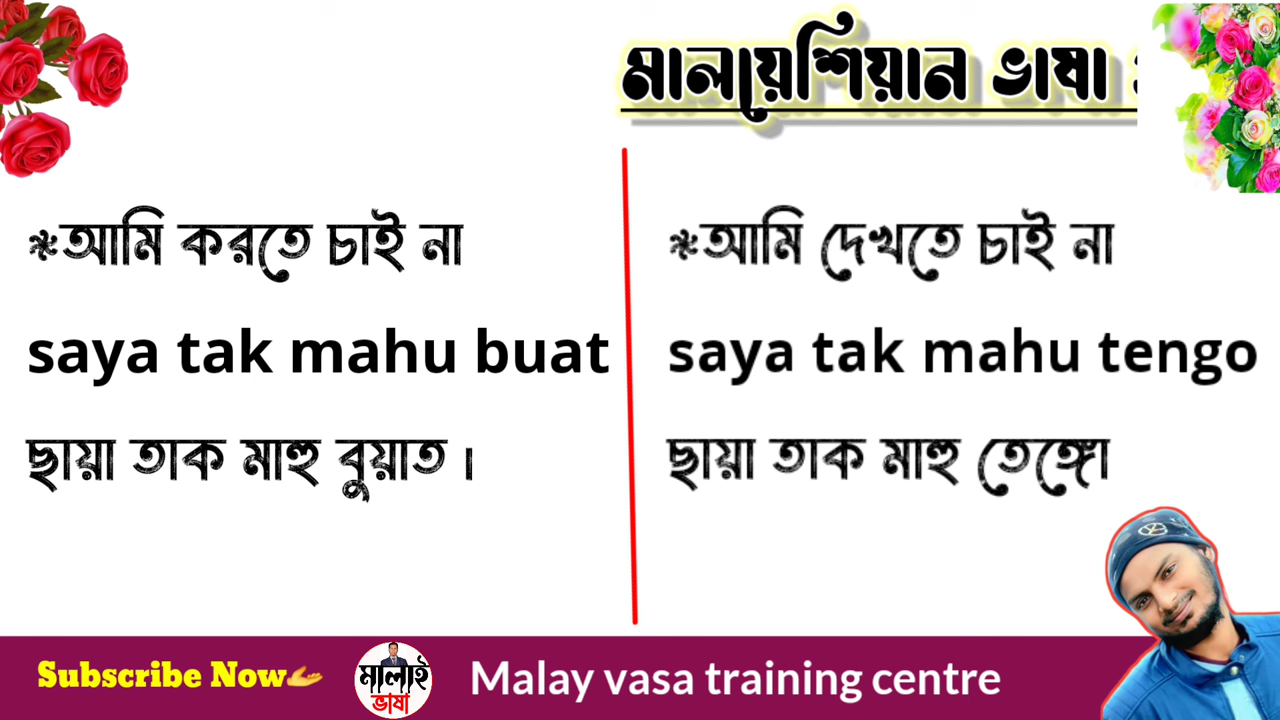 মালয়েশিয়ান ভাষা
*আমি করতে চাই না
saya tak mahu buat
ছায়া তাক মাহু বুয়াত।
*আমি দেখতে চাই না
saya tak mahu tengo
ছায়া তাক মাহু তেঙ্গো
Subscribe Now
মালাই
ভাষা
Malay vasa training centre